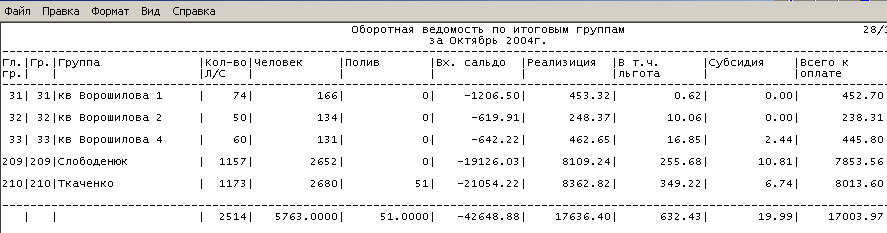 Файл Правка Формат Вид Справка
Оборотная ведомость по итоговым группам 28/1
за Октябрь 2004г.
Гл.|Гр.|Группа |Кол-во|Человек |Полив |Вх. сальдо |Реализиция |В т.ч. |Субсидия |Всего к
гр.| | |Л/С | | | | |льгота | |оплате
31| 31|кв Ворошилова 1 | 74| 166| 0| -1206.50| 453.32| 0.62| 0.00| 452.70
32| 32|кв Ворошилова 2 | 50| 134| 0| -619.91| 248.37| 10.06| 0.00| 238.31
33| 33|кв Ворошилова 4 | 60| 131| 0| -642.22| 462.65| 16.85| 2.44| 445.80
209|209|Слободенюк | 1157| 2652| 0| -19126.03| 8109.24| 255.68| 10.81| 7853.56
210|210|Ткаченко | 1173| 2680| 51| -21054.22| 8362.82| 349.22| 6.74| 8013.60
| | | 2514| 5763.0000| 51.0000| -42648.88| 17636.40| 632.43| 19.99| 17003.97